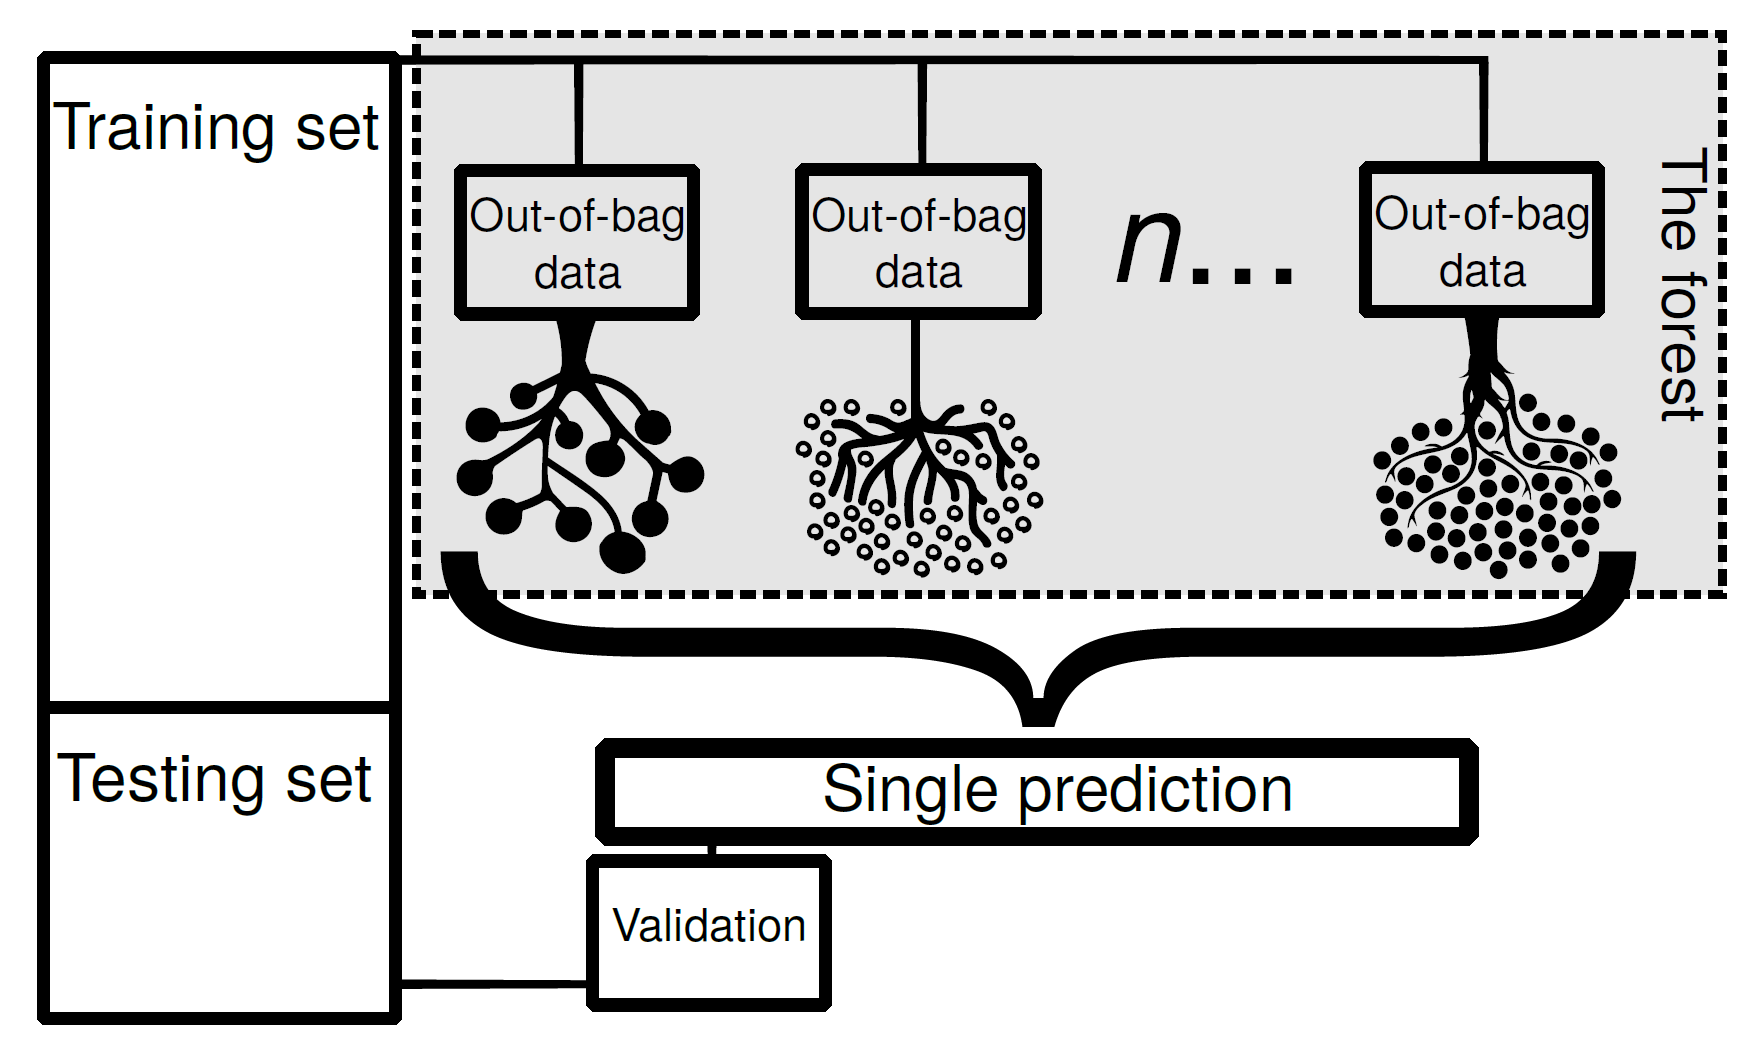 Training set
Out-of-bag
data
Out-of-bag
data
n...
Out-of-bag
data
The forest
Testing set
Single prediction
Validation